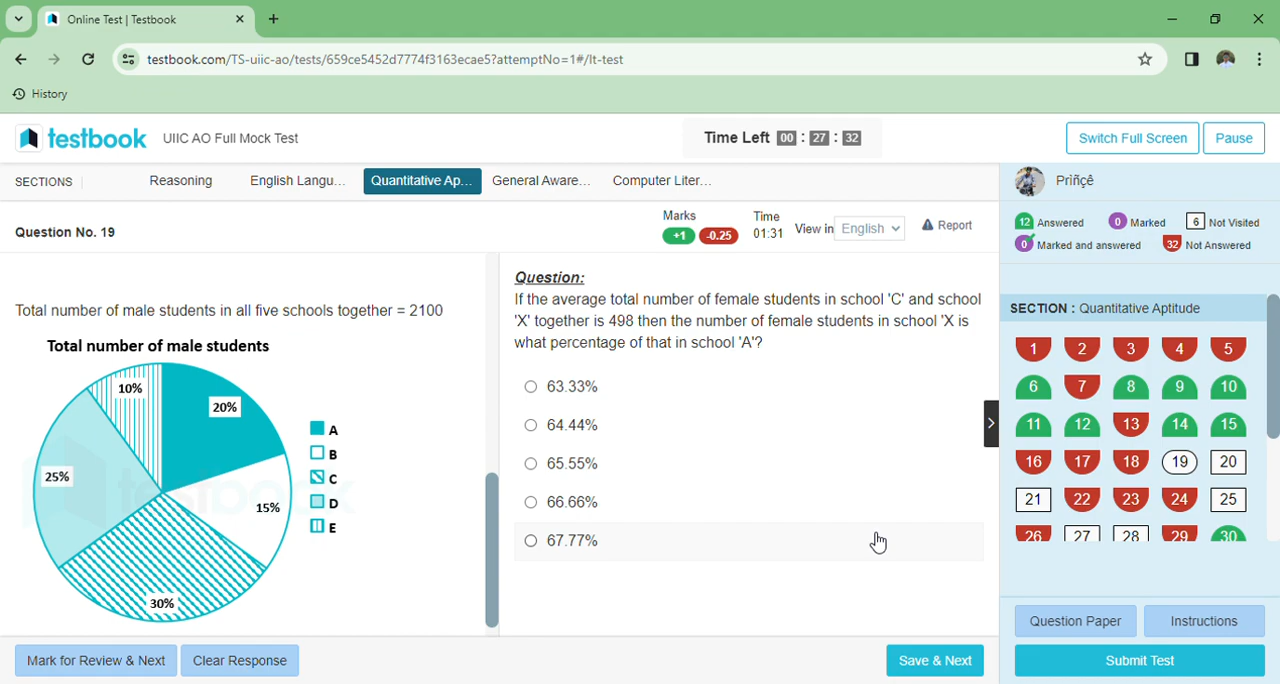 Online Test | Testbook
testbook.com/TS-uiic-ao/tests/659ce5452d7774f3163ecae5?attemptNo=1#/lt-test
History
testbook UIIC AO Full Mock Test
Time Left 00 : 27 : 32
Switch Full Screen
Pause
SECTIONS Reasoning English Langu... Quantitative Ap... General Aware... Computer Liter...
Prïñçê
Question No. 19
Marks
+1 -0.25
Time
01:31
View in English
Report
12 Answered 0 Marked 6 Not Visited
0 Marked and answered 32 Not Answered
Total number of male students in all five schools together = 2100
Total number of male students
10%
20%
25%
15%
30%
A
B
C
D
E
testbook
Question:
If the average total number of female students in school 'C' and school
'X' together is 498 then the number of female students in school 'X is
what percentage of that in school 'A'?
63.33%
64.44%
65.55%
66.66%
67.77%
SECTION : Quantitative Aptitude
1 2 3 4 5
6 7 8 9 10
11 12 13 14 15
16 17 18 19 20
21 22 23 24 25
26 27 28 29 30
Question Paper Instructions
Mark for Review & Next Clear Response Save & Next Submit Test